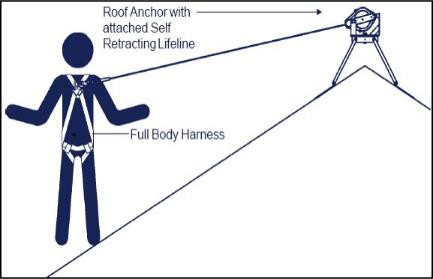 Roof Anchor with
attached Self
Retracting Lifeline
Full Body Harness